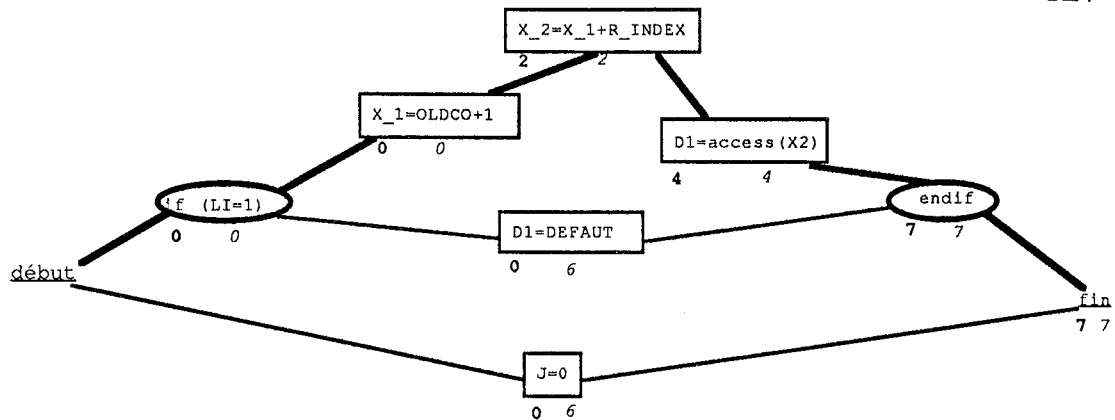 X_2=X_1+R_INDEX
2 2
X_1=OLDCO+1
0 0
D1=access(X2)
4 4
if (LI=1)
0 0
endif
7 7
D1=DEFAUT
0 6
début
fin
7 7
J=0
0 6